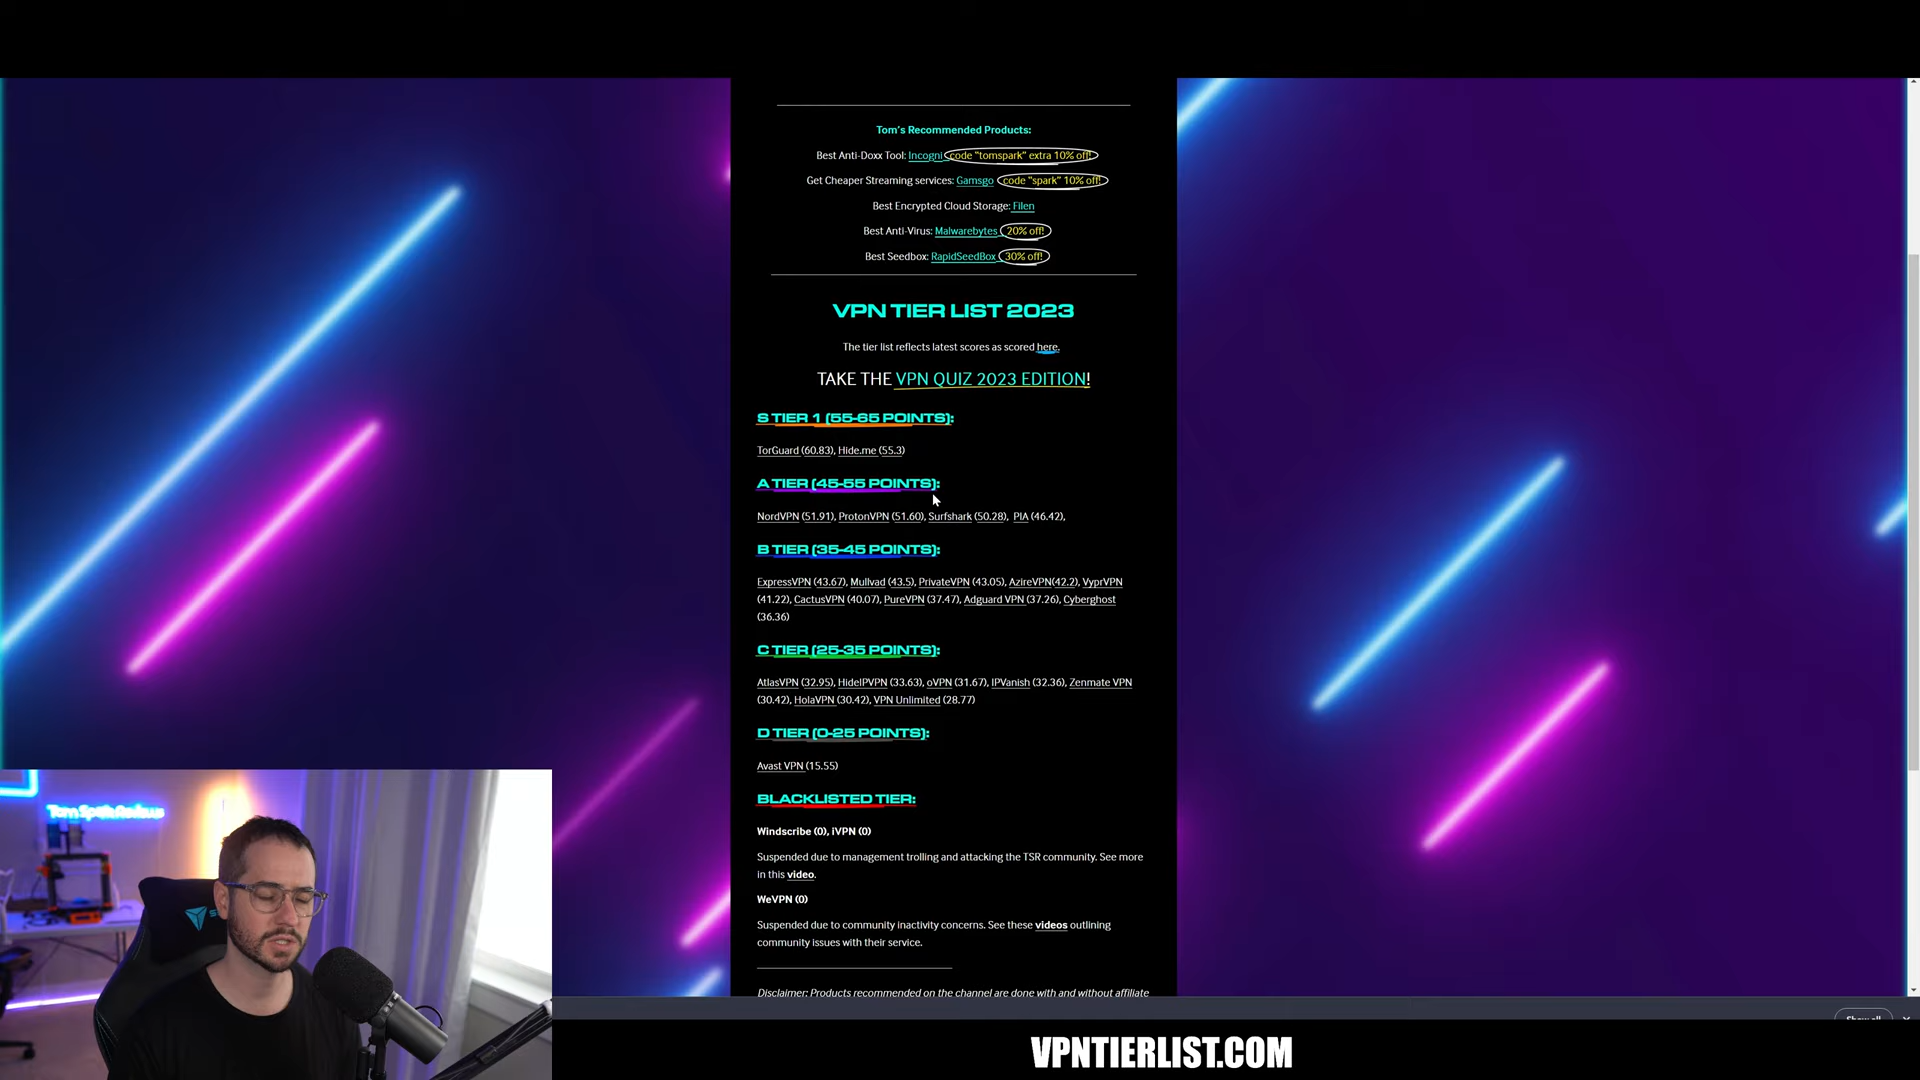 Tom's Recommended Products:
Best Anti-Doxx Tool: Incogni code "tomspark" extra 10% off!
Get Cheaper Streaming services: Gamsgo code "spark" 10% off!
Best Encrypted Cloud Storage: Filen
Best Anti-Virus: Malwarebytes 20% off!
Best Seedbox: RapidSeedBox 30% off!
VPN TIER LIST 2023
The tier list reflects latest scores as scored here.
TAKE THE VPN QUIZ 2023 EDITION!
S TIER 1 (55-65 POINTS):
TorGuard (60.83), Hide.me (55.3)
A TIER (45-55 POINTS):
NordVPN (51.91), ProtonVPN (51.60), Surfshark (50.28), PIA (46.42),
B TIER (35-45 POINTS):
ExpressVPN (43.67), Mullvad (43.5), PrivateVPN (43.05), AzireVPN(42.2), VyprVPN
(41.22), CactusVPN (40.07), PureVPN (37.47), Adguard VPN (37.26), Cyberghost
(36.36)
C TIER (25-35 POINTS):
AtlasVPN (32.95), HideIPVPN (33.63), oVPN (31.67), IPVanish (32.36), Zenmate VPN
(30.42), HolaVPN (30.42), VPN Unlimited (28.77)
D TIER (0-25 POINTS):
Avast VPN (15.55)
BLACKLISTED TIER:
Windscribe (0), iVPN (0)
Suspended due to management trolling and attacking the TSR community. See more
in this video.
WeVPN (0)
Suspended due to community inactivity concerns. See these videos outlining
community issues with their service.
Disclaimer: Products recommended on the channel are done with and without affiliate
Show all
Tom Spark Reviews
VPNTIERLIST.COM